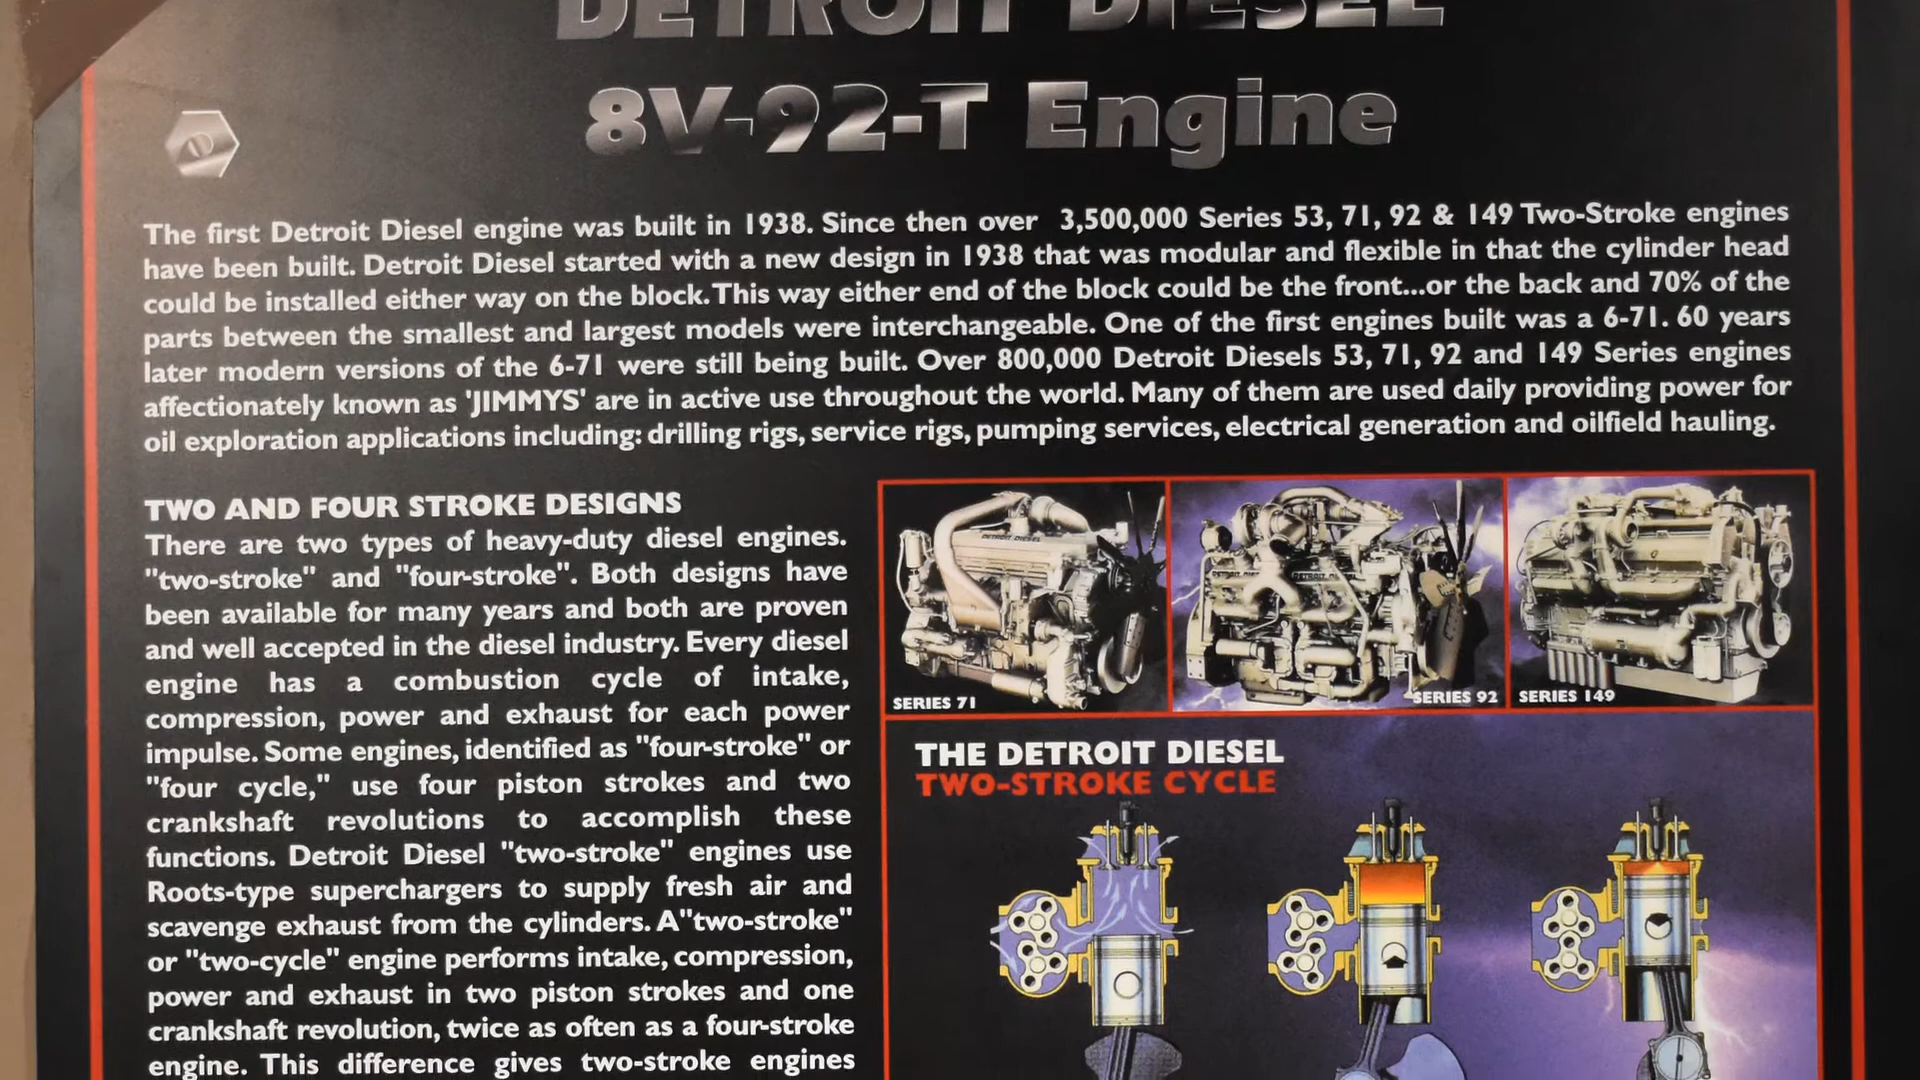 DETROIT DIESEL
8V-92-T Engine
The first Detroit Diesel engine was built in 1938. Since then over 3,500,000 Series 53, 71, 92 & 149 Two-Stroke engines
have been built. Detroit Diesel started with a new design in 1938 that was modular and flexible in that the cylinder head
could be installed either way on the block. This way either end of the block could be the front...or the back and 70% of the
parts between the smallest and largest models were interchangeable. One of the first engines built was a 6-71. 60 years
later modern versions of the 6-71 were still being built. Over 800,000 Detroit Diesels 53, 71, 92 and 149 Series engines
affectionately known as 'JIMMYS' are in active use throughout the world. Many of them are used daily providing power for
oil exploration applications including: drilling rigs, service rigs, pumping services, electrical generation and oilfield hauling.
TWO AND FOUR STROKE DESIGNS
There are two types of heavy-duty diesel engines.
"two-stroke" and "four-stroke". Both designs have
been available for many years and both are proven
and well accepted in the diesel industry. Every diesel
engine has a combustion cycle of intake,
compression, power and exhaust for each power
impulse. Some engines, identified as "four-stroke" or
"four cycle," use four piston strokes and two
crankshaft revolutions to accomplish these
functions. Detroit Diesel "two-stroke" engines use
Roots-type superchargers to supply fresh air and
scavenge exhaust from the cylinders. A "two-stroke"
or "two-cycle" engine performs intake, compression,
power and exhaust in two piston strokes and one
crankshaft revolution, twice as often as a four-stroke
engine. This difference gives two-stroke engines
DETROIT DIESEL
SERIES 71
DETROIT DIESEL
SERIES 92
SERIES 149
THE DETROIT DIESEL
TWO-STROKE CYCLE